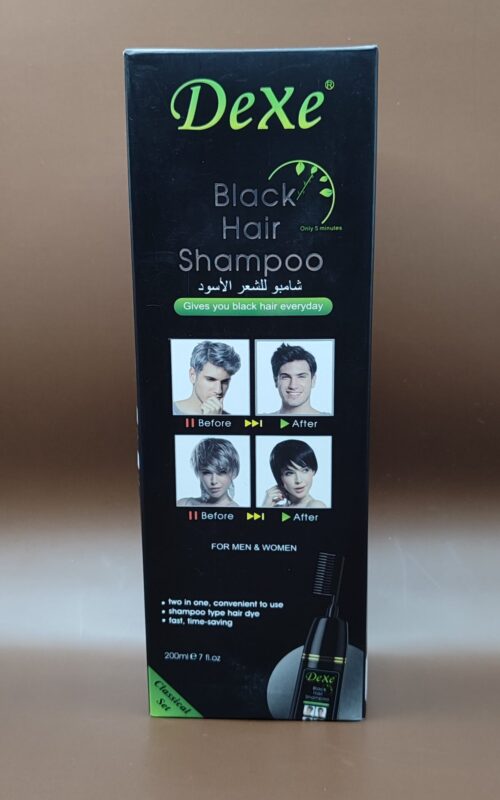 DeXe®
Black
Hair
Shampoo
Only 5 minutes
شامبو للشعر الأسود
Gives you black hair everyday
Before After
Before After
FOR MEN & WOMEN
two in one, convenient to use
shampoo type hair dye
fast, time-saving
200ml e 7 fl.oz
Classical
Set
DeXe
Black
Hair
Shampoo